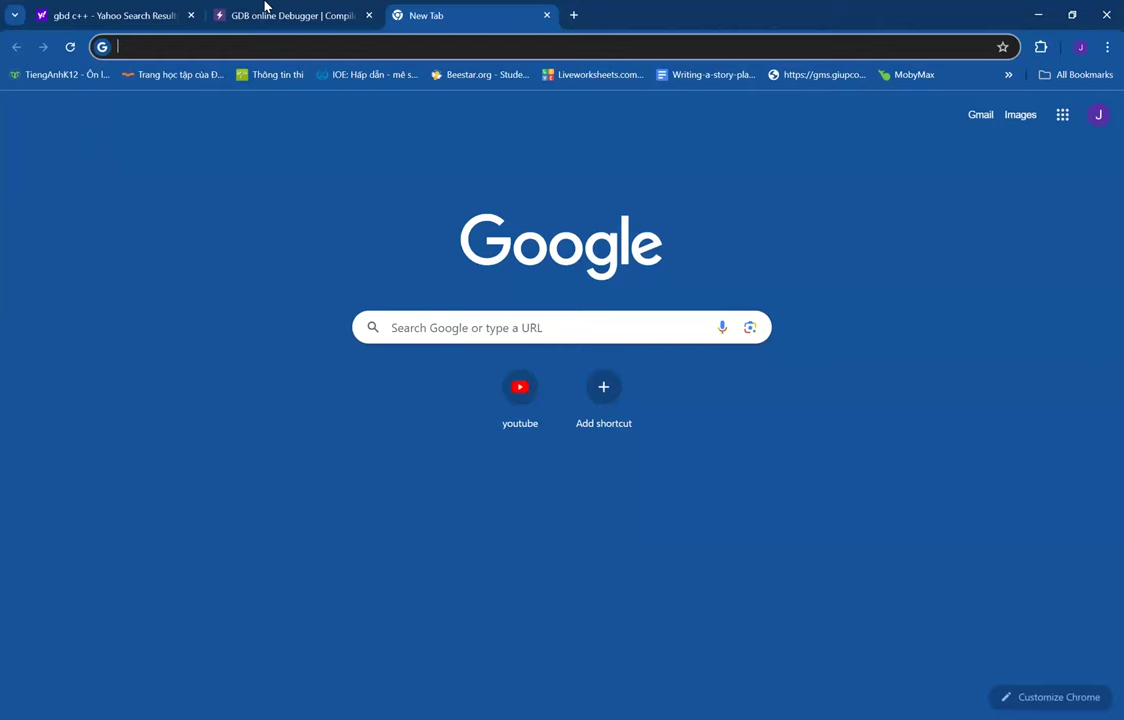 gbd c++ - Yahoo Search Result
GDB online Debugger | Compil
New Tab
TiengAnhK12 - Ôn l...
Trang học tập của Đ...
Thông tin thi
IOE: Hấp dẫn - mê s...
Beestar.org - Stude...
Liveworksheets.com...
Writing-a-story-pla...
https://gms.giupco...
MobyMax
»
All Bookmarks
J
Gmail
Images
J
Google
Search Google or type a URL
youtube
Add shortcut
Customize Chrome